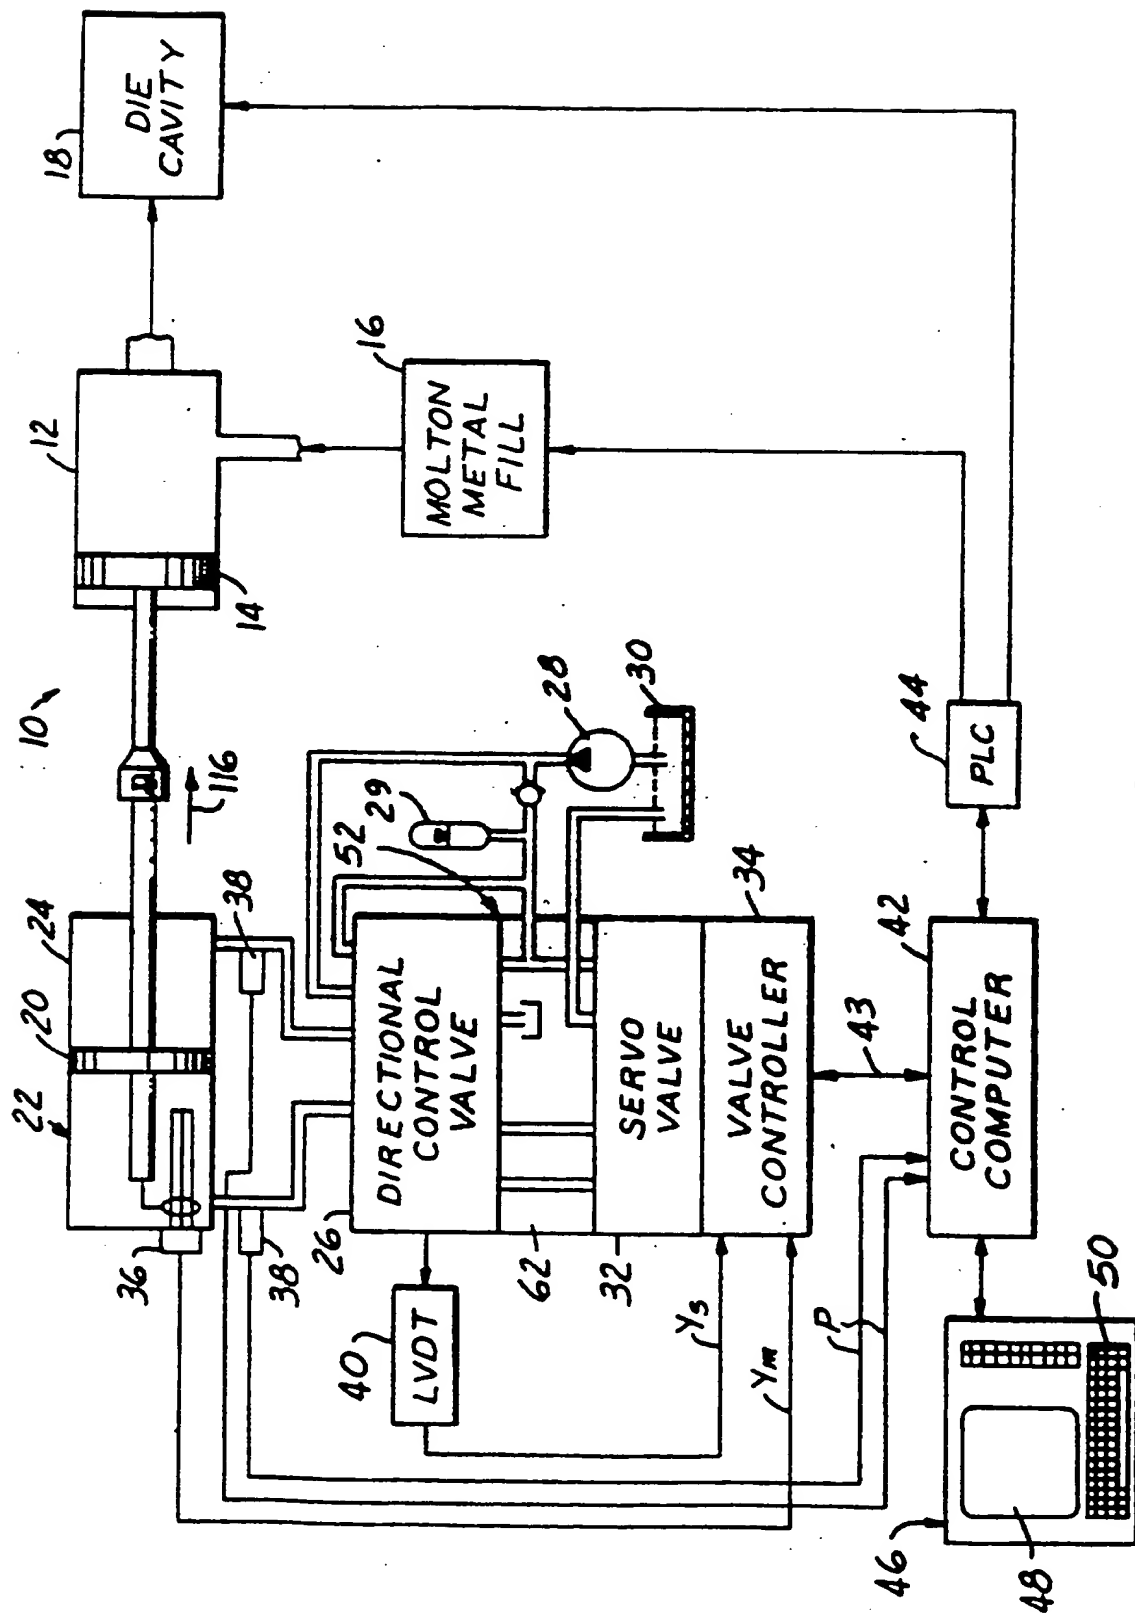 10
22
20
24
12
18
DIE
CAVITY
36
38
38
116
14
16
MOLTON
METAL
FILL
26
DIRECTIONAL
CONTROL
VALVE
52
29
28
30
40
LVDT
62
32
SERVO
VALVE
34
VALVE
CONTROLLER
Ys
Ym
43
P
42
CONTROL
COMPUTER
44
PLC
46
48
50